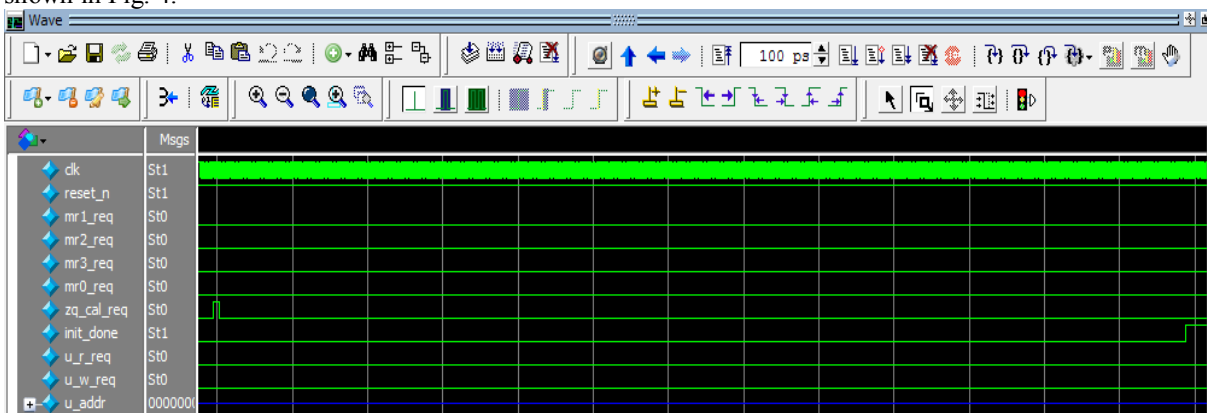 shown in Fig. 4.
Wave
100 ps
Msgs
clk St1
reset_n St1
mr1_req St0
mr2_req St0
mr3_req St0
mr0_req St0
zq_cal_req St0
init_done St1
u_r_req St0
u_w_req St0
u_addr 0000000